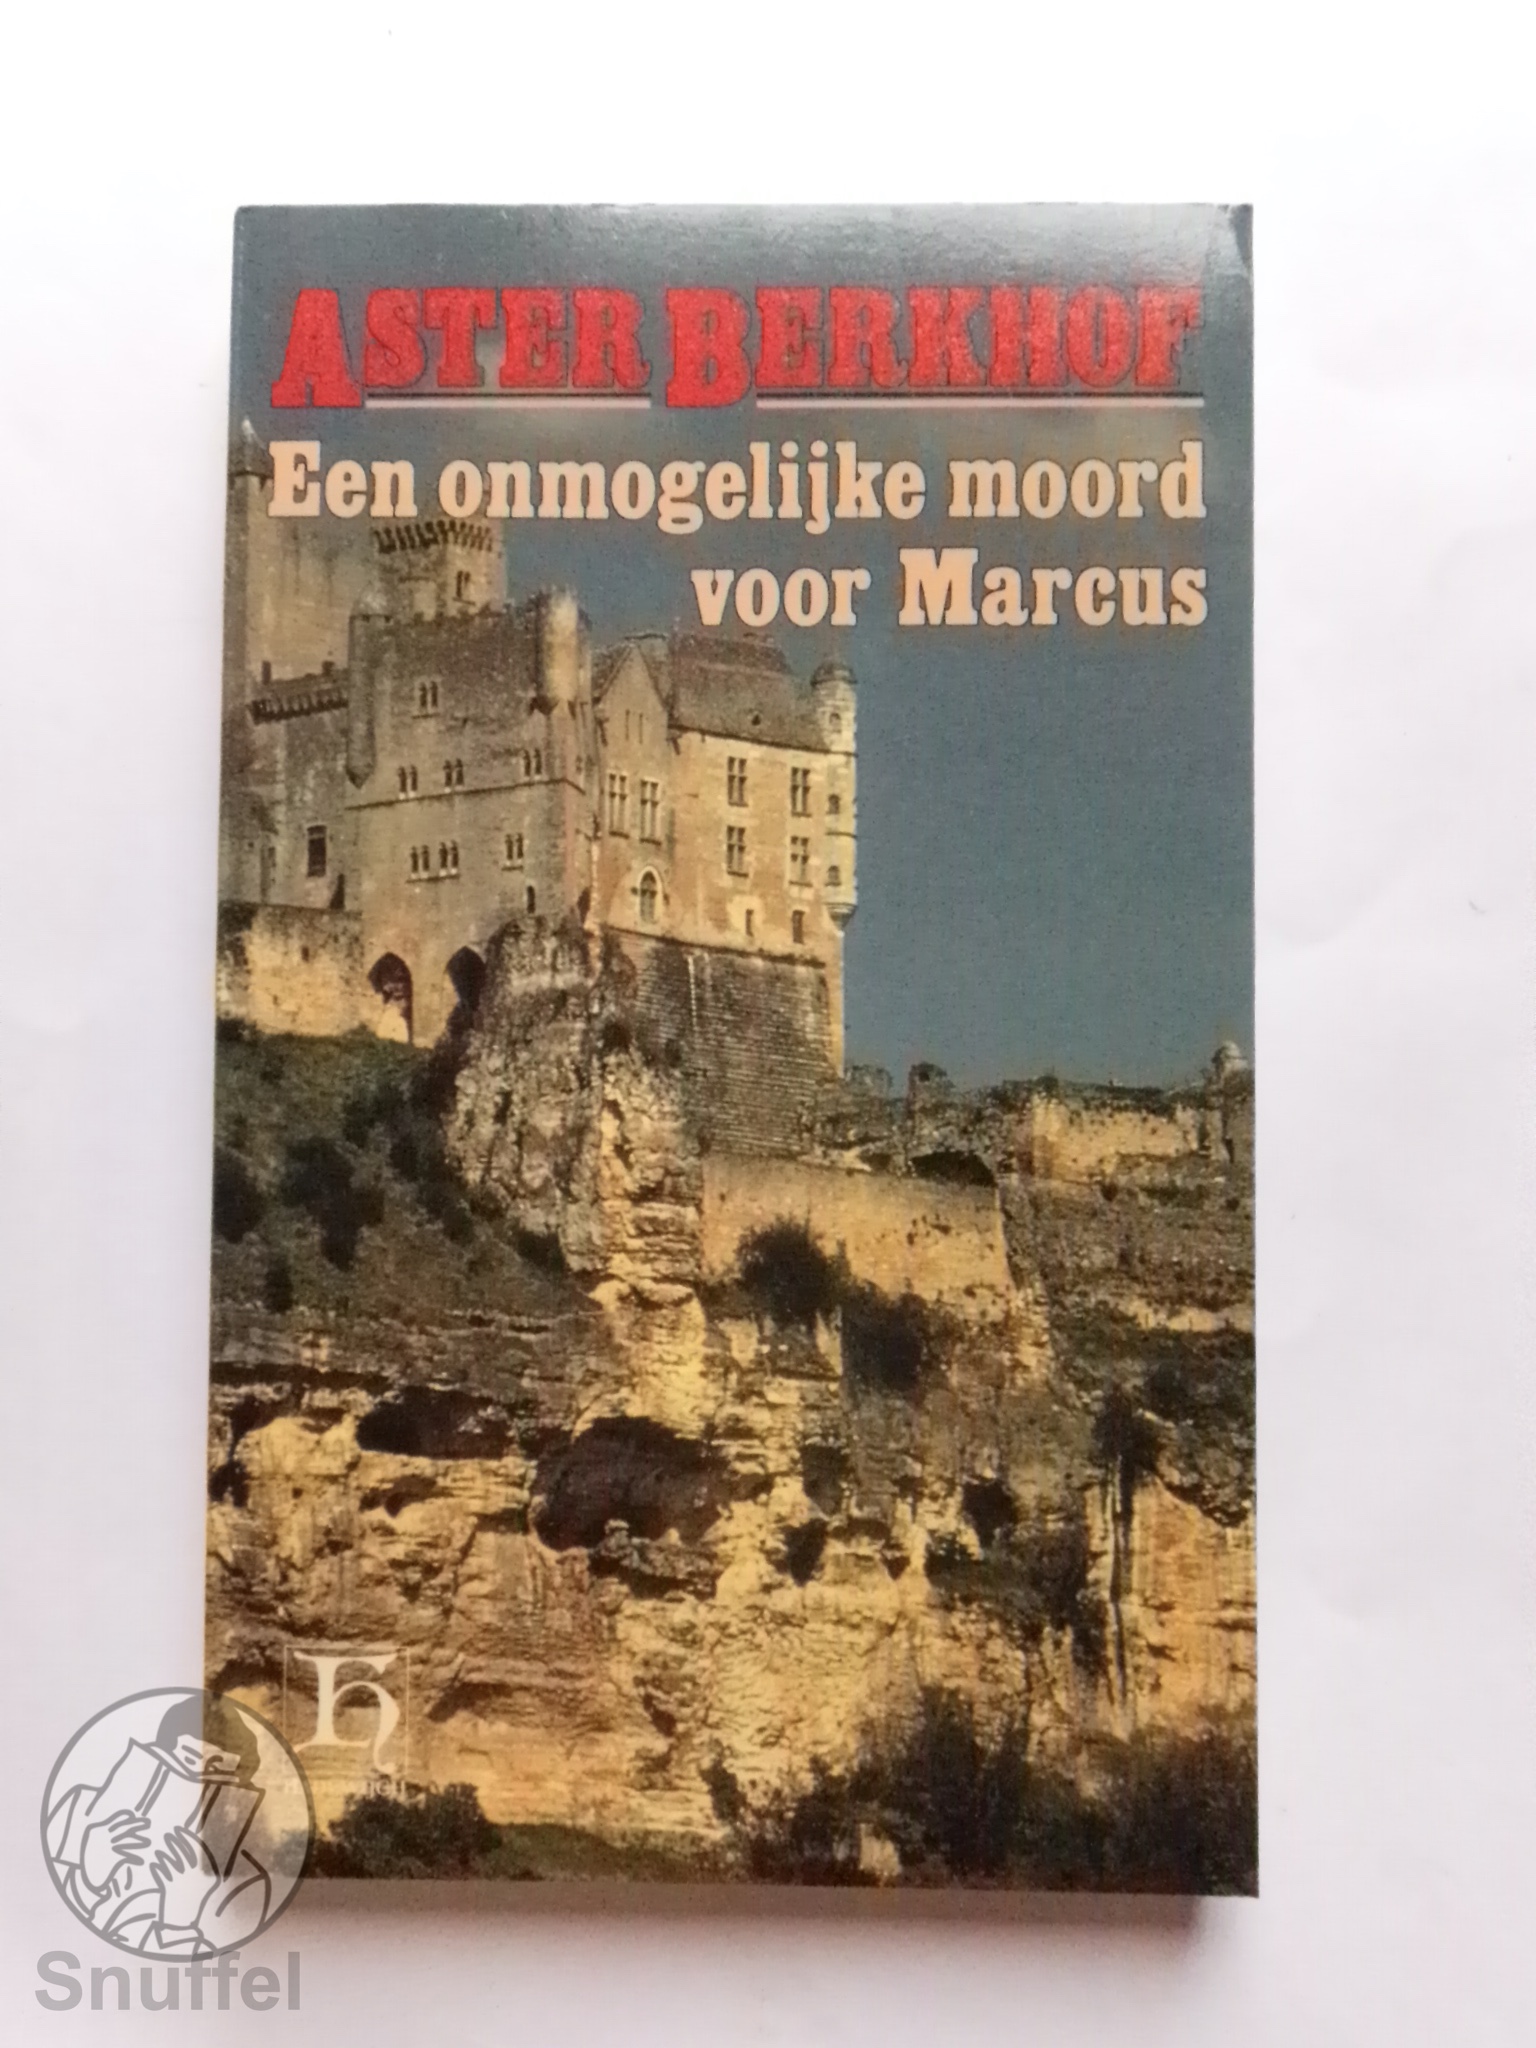 ASTER BERKHOF
Een onmogelijke moord
voor Marcus
h
Snuffel